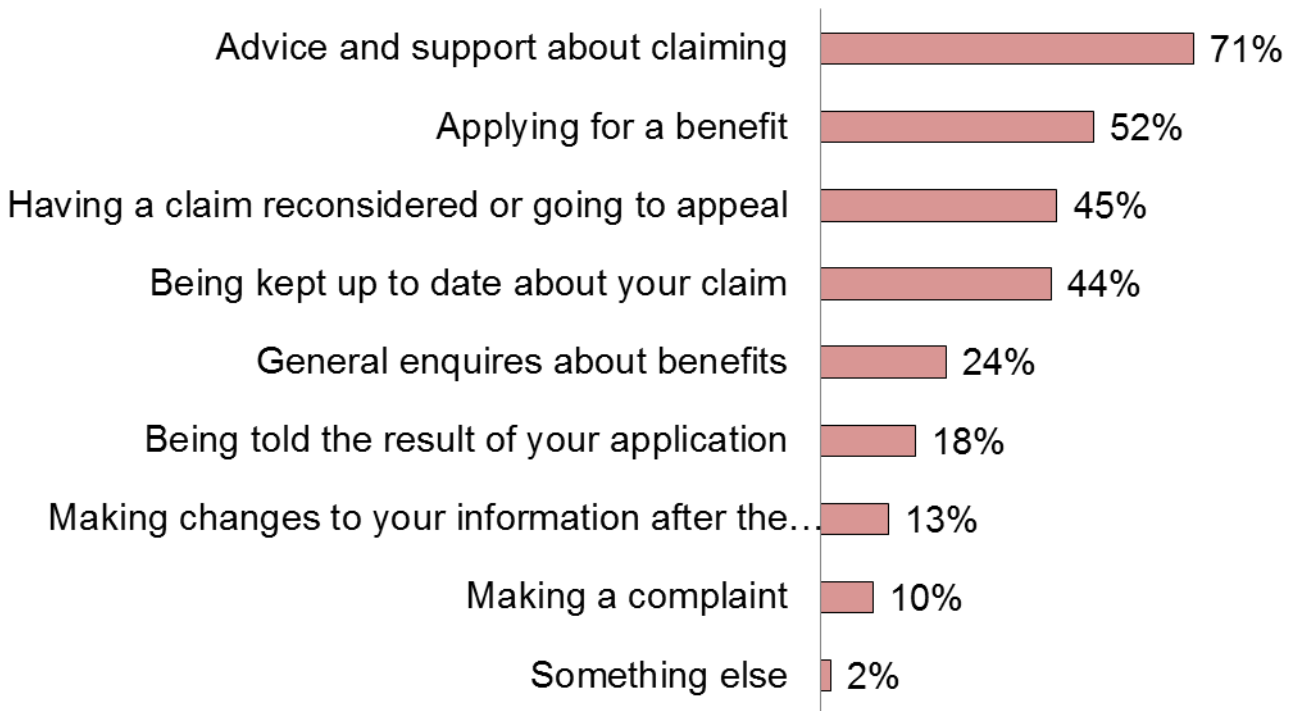 Advice and support about claiming 71%
Applying for a benefit 52%
Having a claim reconsidered or going to appeal 45%
Being kept up to date about your claim 44%
General enquires about benefits 24%
Being told the result of your application 18%
Making changes to your information after the… 13%
Making a complaint 10%
Something else 2%